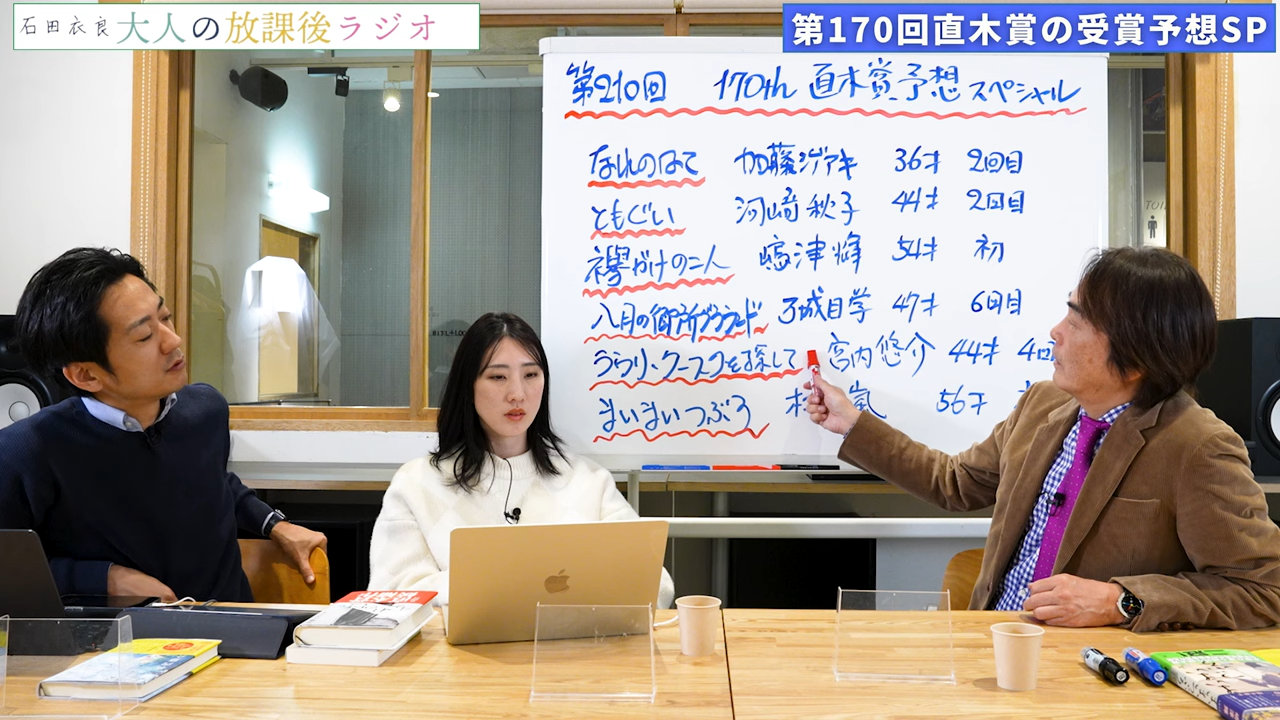 石田衣良 大人の放課後ラジオ
第170回直木賞の受賞予想SP
第210回 170th 直木賞予想スペシャル
なれのはて 加藤シゲアキ 36才 2回目
ともぐい 河﨑秋子 44才 2回目
襷がけの二人 嶋津輝 54才 初
八月の御所グラウンド 万城目学 47才 6回目
うらり・クースクを探して 宮内悠介 44才 4回
まいまいつぶろ 村 嵐 56才
TOI